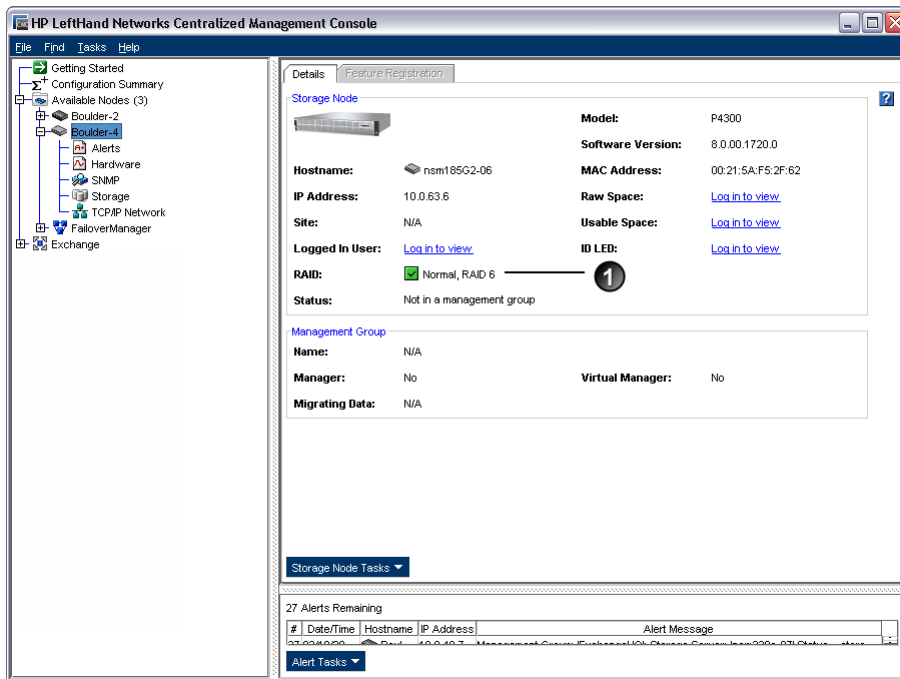 HP LeftHand Networks Centralized Management Console
File Find Tasks Help
Getting Started
Configuration Summary
Available Nodes (3)
Boulder-2
Boulder-4
Alerts
Hardware
SNMP
Storage
TCP/IP Network
FailoverManager
Exchange
Details Feature Registration
Storage Node
Model: P4300
Software Version: 8.0.00.1720.0
Hostname: nsm185G2-06 MAC Address: 00:21:5A:F5:2F:62
IP Address: 10.0.63.6 Raw Space: Log in to view
Site: N/A Usable Space: Log in to view
Logged In User: Log in to view ID LED: Log in to view
RAID: Normal, RAID 6 1
Status: Not in a management group
Management Group
Name: N/A
Manager: No Virtual Manager: No
Migrating Data: N/A
Storage Node Tasks
27 Alerts Remaining
# Date/Time Hostname IP Address Alert Message
Alert Tasks